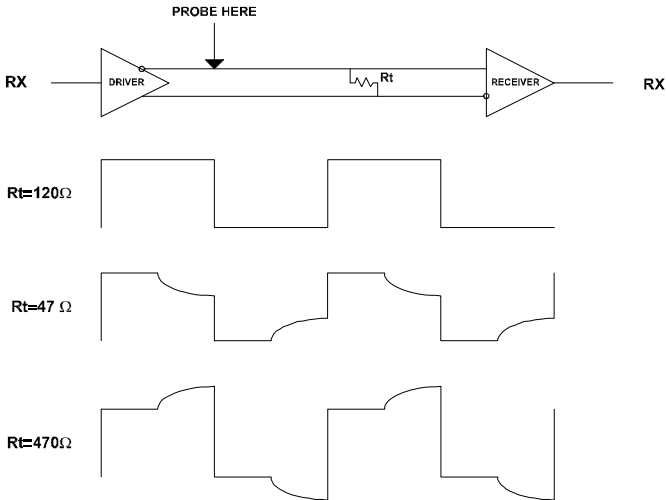 PROBE HERE
RX
DRIVER
Rt
RECEIVER
RX
Rt=120Ω
Rt=47 Ω
Rt=470Ω